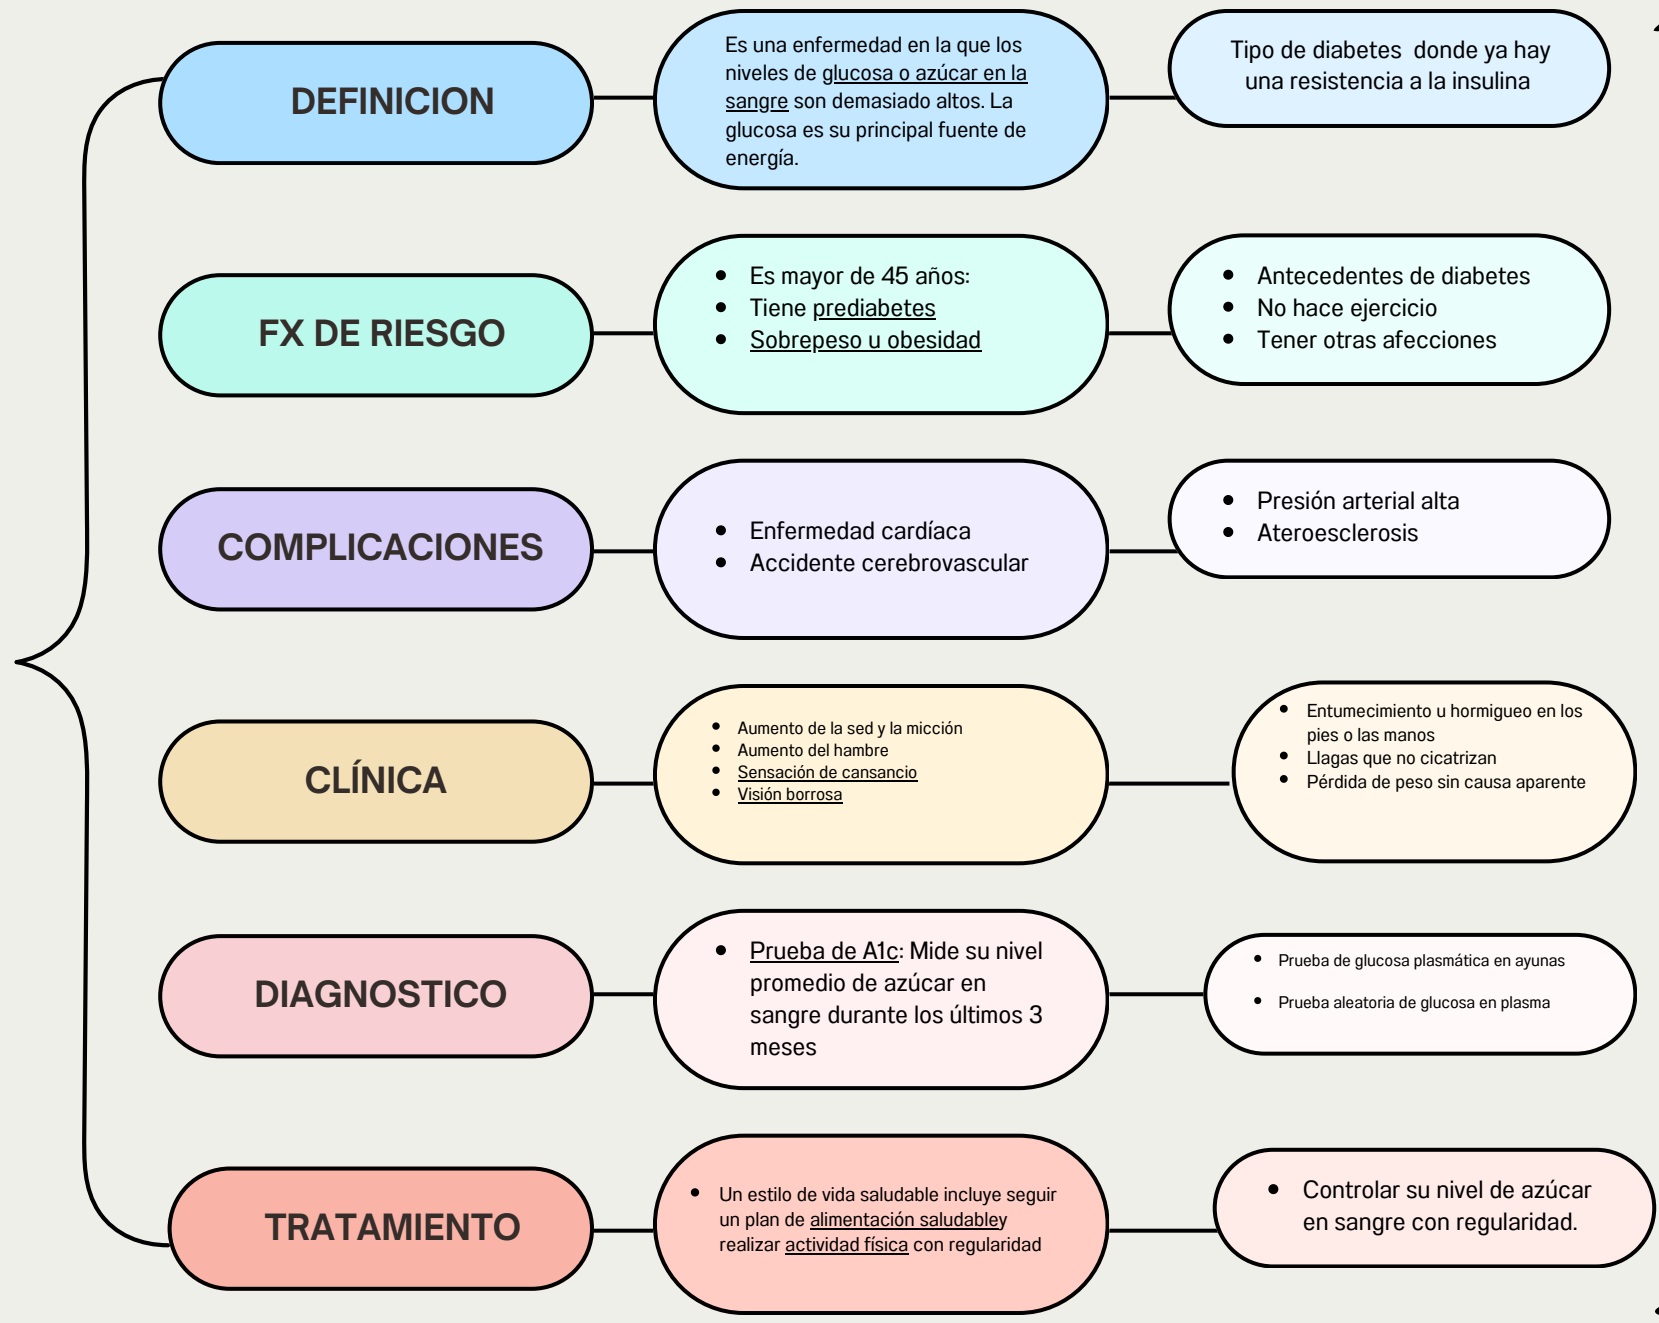 DEFINICION
Es una enfermedad en la que los
niveles de glucosa o azúcar en la
sangre son demasiado altos. La
glucosa es su principal fuente de
energía.
Tipo de diabetes donde ya hay
una resistencia a la insulina
FX DE RIESGO
• Es mayor de 45 años:
• Tiene prediabetes
• Sobrepeso u obesidad
• Antecedentes de diabetes
• No hace ejercicio
• Tener otras afecciones
COMPLICACIONES
• Enfermedad cardíaca
• Accidente cerebrovascular
• Presión arterial alta
• Ateroesclerosis
CLÍNICA
• Aumento de la sed y la micción
• Aumento del hambre
• Sensación de cansancio
• Visión borrosa
• Entumecimiento u hormigueo en los
pies o las manos
• Llagas que no cicatrizan
• Pérdida de peso sin causa aparente
DIAGNOSTICO
• Prueba de A1c: Mide su nivel
promedio de azúcar en
sangre durante los últimos 3
meses
• Prueba de glucosa plasmática en ayunas
• Prueba aleatoria de glucosa en plasma
TRATAMIENTO
• Un estilo de vida saludable incluye seguir
un plan de alimentación saludabley
realizar actividad física con regularidad
• Controlar su nivel de azúcar
en sangre con regularidad.